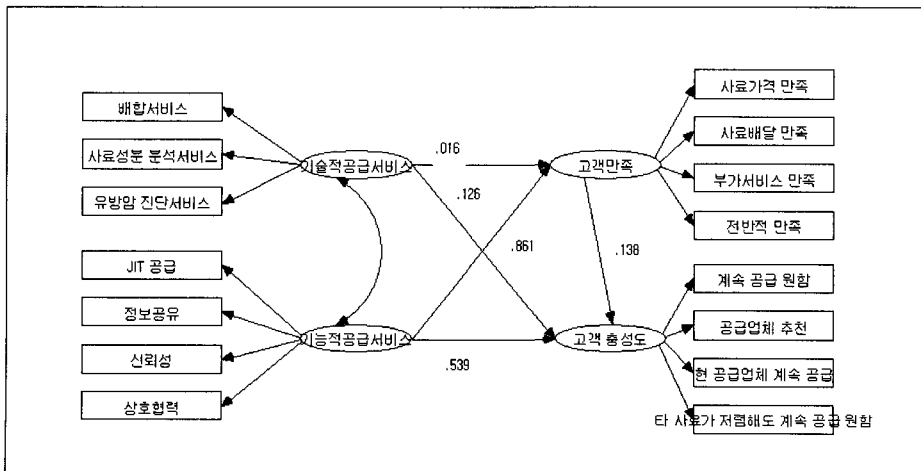 배합서비스
사료성분 분석서비스
유방암 진단서비스
JIT 공급
정보공유
신뢰성
상호협력
기술적공급서비스
기능적공급서비스
.016
.126
.861
.138
.539
고객만족
고객 충성도
사료가격 만족
사료배달 만족
부가서비스 만족
전반적 만족
계속 공급 원함
공급업체 추천
현 공급업체 계속 공급
타 사료가 저렴해도 계속 공급 원함